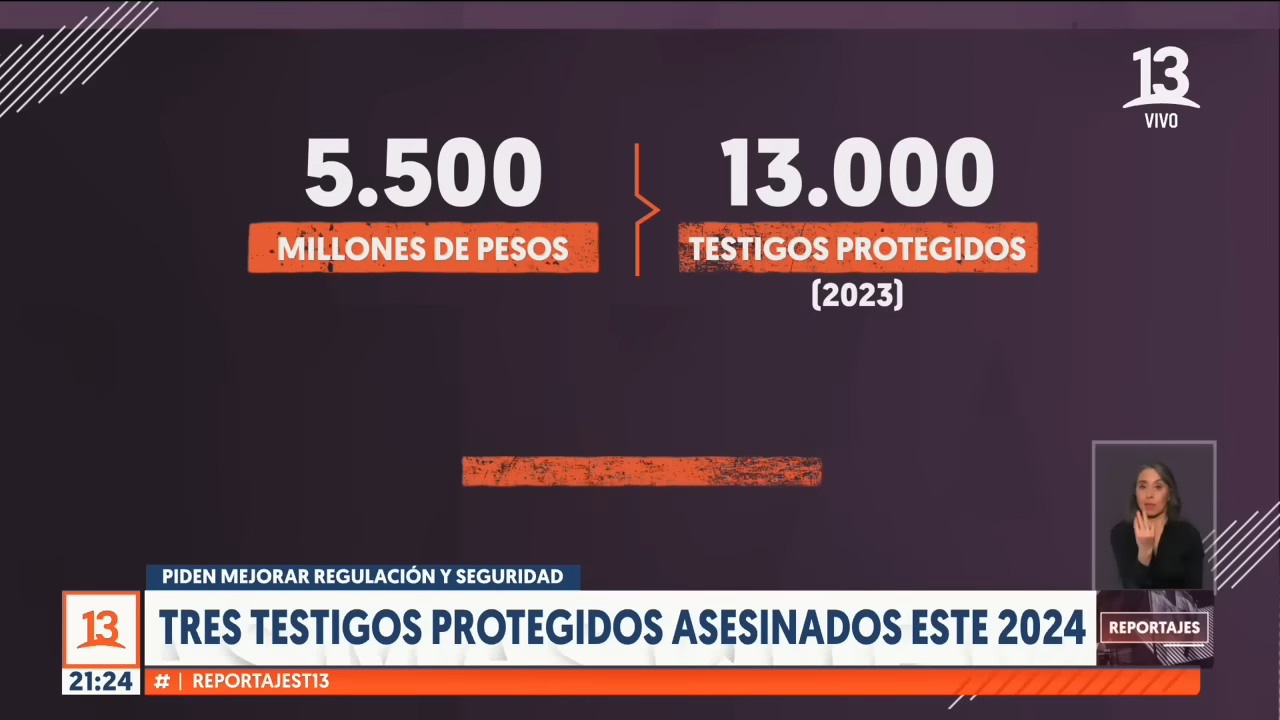 13
VIVO
5.500
MILLONES DE PESOS
13.000
TESTIGOS PROTEGIDOS
(2023)
PIDEN MEJORAR REGULACIÓN Y SEGURIDAD
13
TRES TESTIGOS PROTEGIDOS ASESINADOS ESTE 2024
REPORTAJES
21:24
# | REPORTAJEST13